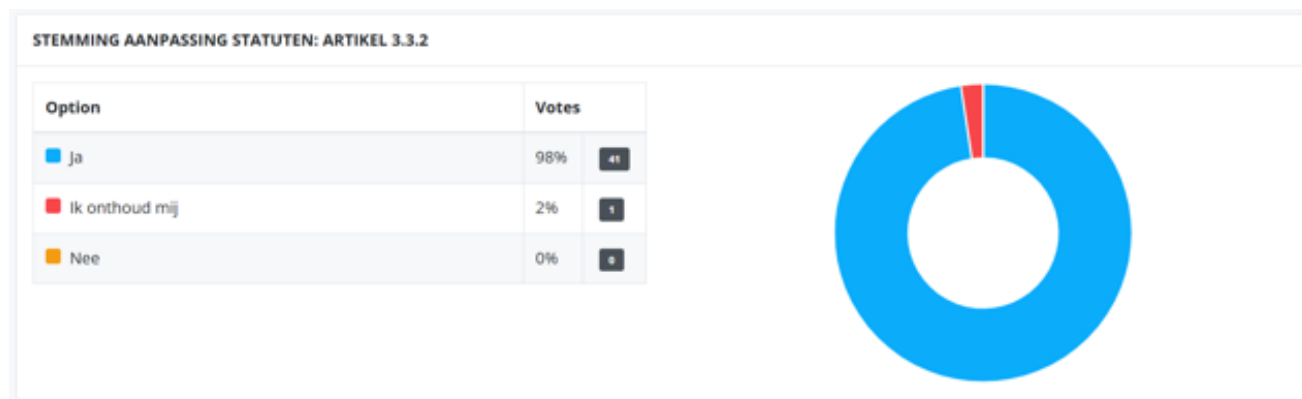 STEMMING AANPASSING STATUTEN: ARTIKEL 3.3.2
Option Votes
Ja 98% 41
Ik onthoud mij 2% 1
Nee 0% 0